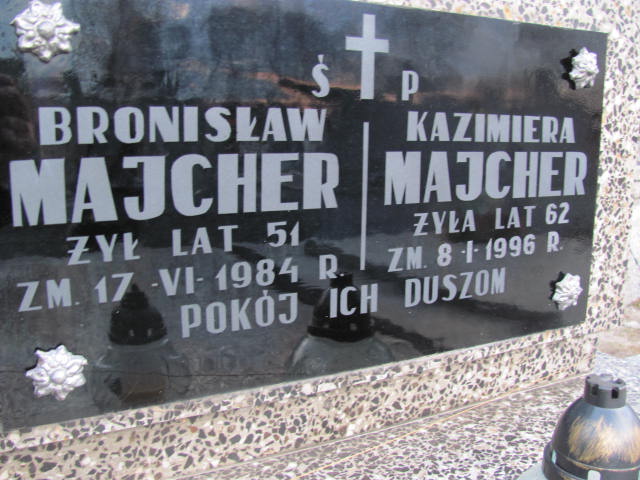 Ś P
BRONISŁAW
MAJCHER
ŻYŁ LAT 51
ZM. 17-VI-1984 R.
KAZIMIERA
MAJCHER
ŻYŁA LAT 62
ZM. 8-I-1996 R.
POKÓJ ICH DUSZOM